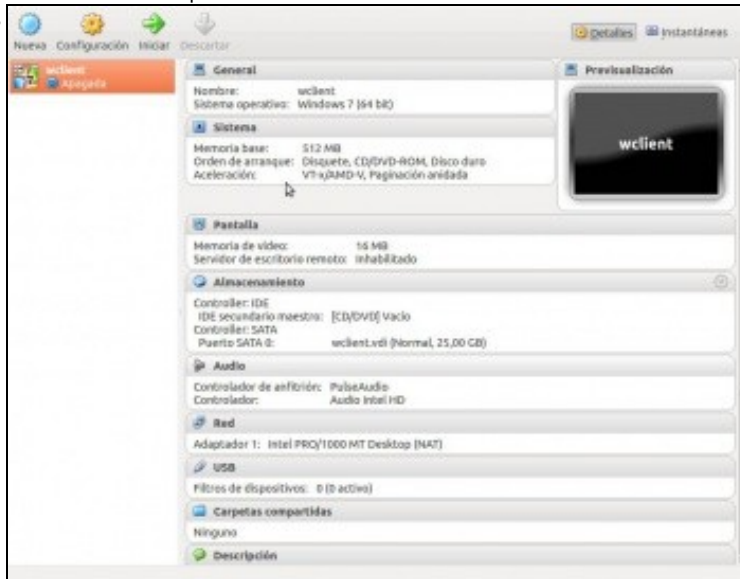 Nueva Configuración Iniciar Descartar
Detalles Instantáneas
wclient
Apagada
General
Nombre: wclient
Sistema operativo: Windows 7 (64 bit)
Previsualización
wclient
Sistema
Memoria base: 512 MB
Orden de arranque: Disquete, CD/DVD-ROM, Disco duro
Aceleración: VT-x/AMD-V, Paginación anidada
Pantalla
Memoria de vídeo: 16 MB
Servidor de escritorio remoto: Inhabilitado
Almacenamiento
Controller: IDE
IDE secundario maestro: [CD/DVD] Vacío
Controller: SATA
Puerto SATA 0: wclient.vdi (Normal, 25,00 GB)
Audio
Controlador de anfitrión: PulseAudio
Controlador: Audio Intel HD
Red
Adaptador 1: Intel PRO/1000 MT Desktop (NAT)
USB
Filtros de dispositivos: 0 (0 activo)
Carpetas compartidas
Ninguno
Descripción